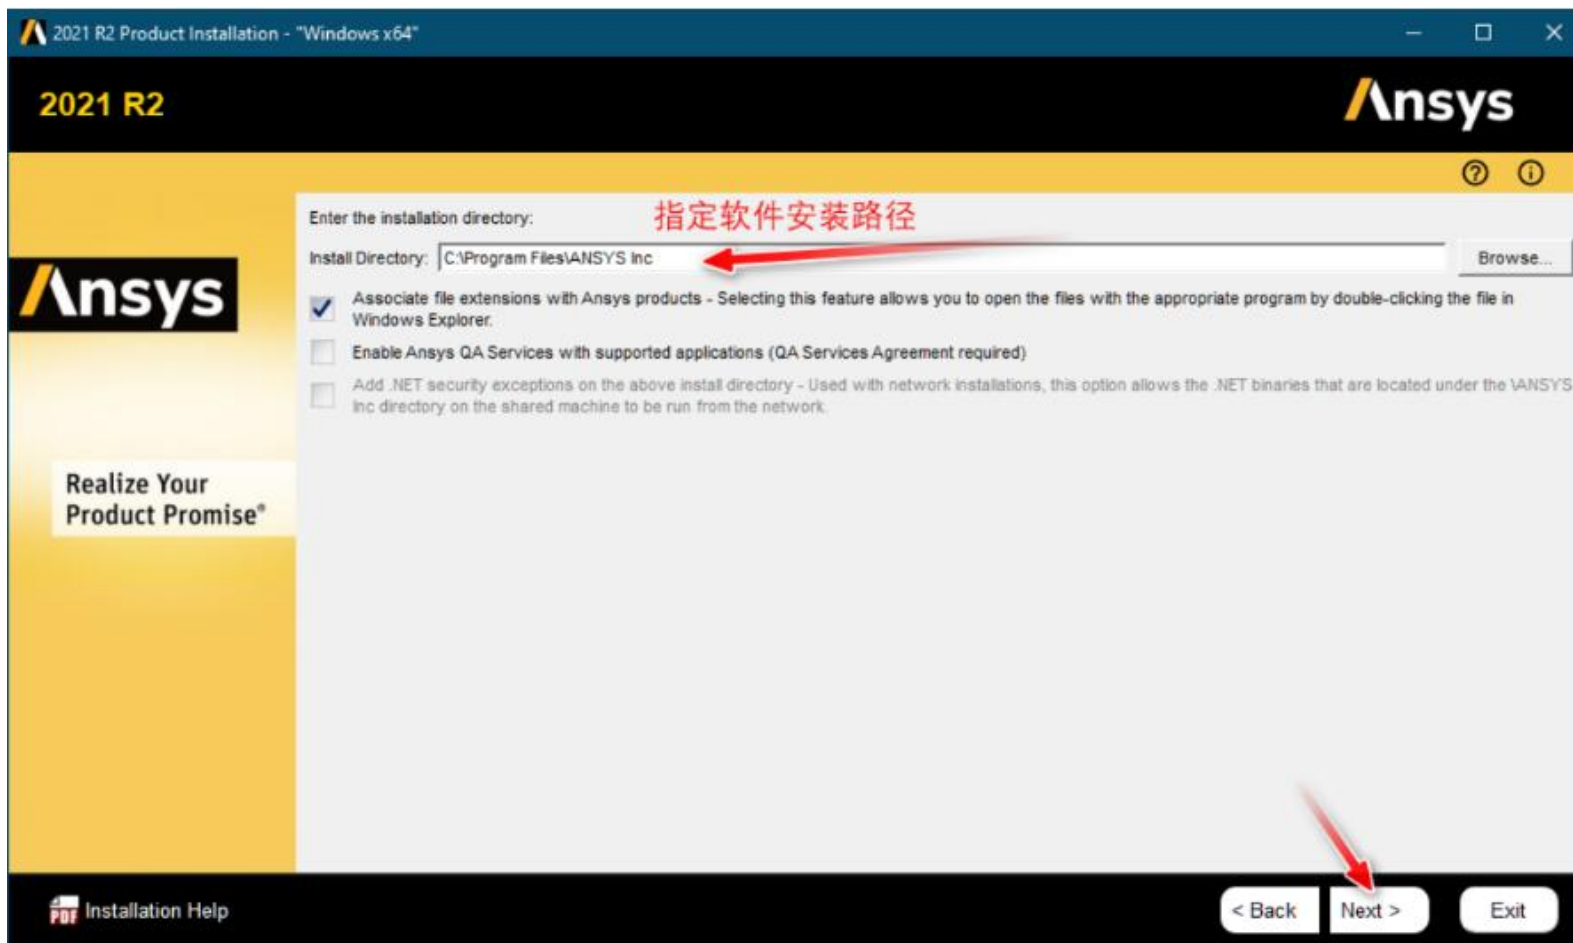 2021 R2 Product Installation - "Windows x64"
2021 R2
Ansys
Enter the installation directory:
指定软件安装路径
Install Directory: C:\Program Files\ANSYS Inc
Browse...
Ansys
Associate file extensions with Ansys products - Selecting this feature allows you to open the files with the appropriate program by double-clicking the file in
Windows Explorer.
Enable Ansys QA Services with supported applications (QA Services Agreement required)
Add .NET security exceptions on the above install directory - Used with network installations, this option allows the .NET binaries that are located under the \ANSYS
Inc directory on the shared machine to be run from the network.
Realize Your
Product Promise®
PDF Installation Help
< Back
Next >
Exit